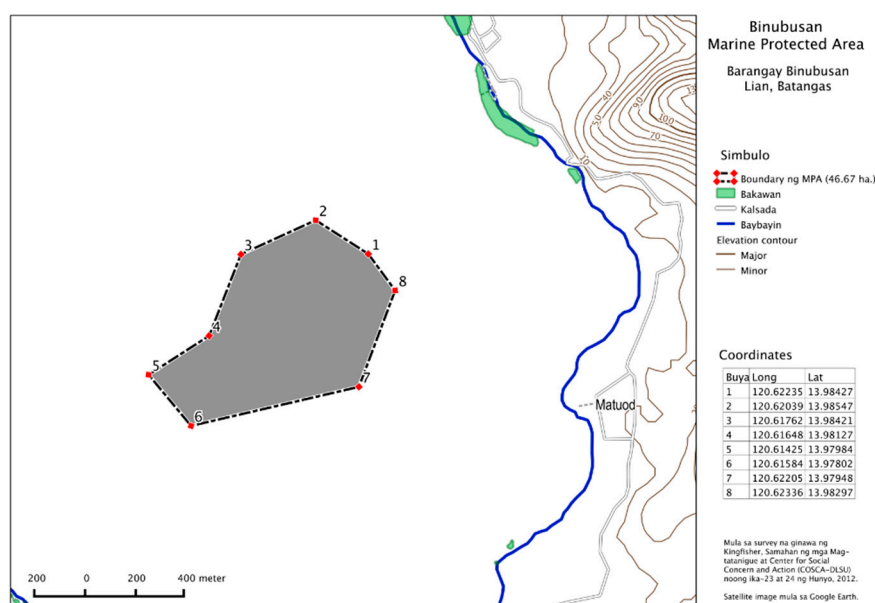 Binubusan
Marine Protected Area
Barangay Binubusan
Lian, Batangas
Simbulo
Boundary ng MPA (46.67 ha.)
Bakawan
Kalsada
Baybayin
Elevation contour
Major
Minor
Coordinates
Buya Long Lat
1 120.62235 13.98427
2 120.62039 13.98547
3 120.61762 13.98421
4 120.61648 13.98127
5 120.61425 13.97984
6 120.61584 13.97802
7 120.62205 13.97948
8 120.62336 13.98297
Mula sa survey na ginawa ng
Kingfisher, Samahan ng mga Mag-
tatanigue at Center for Social
Concern and Action (COSCA-DLSU)
noong ika-23 at 24 ng Hunyo, 2012.
Satellite image mula sa Google Earth.
2
1
3
8
4
5
7
6
Matuod
40
50
90
100
70
10
200 0 200 400 meter